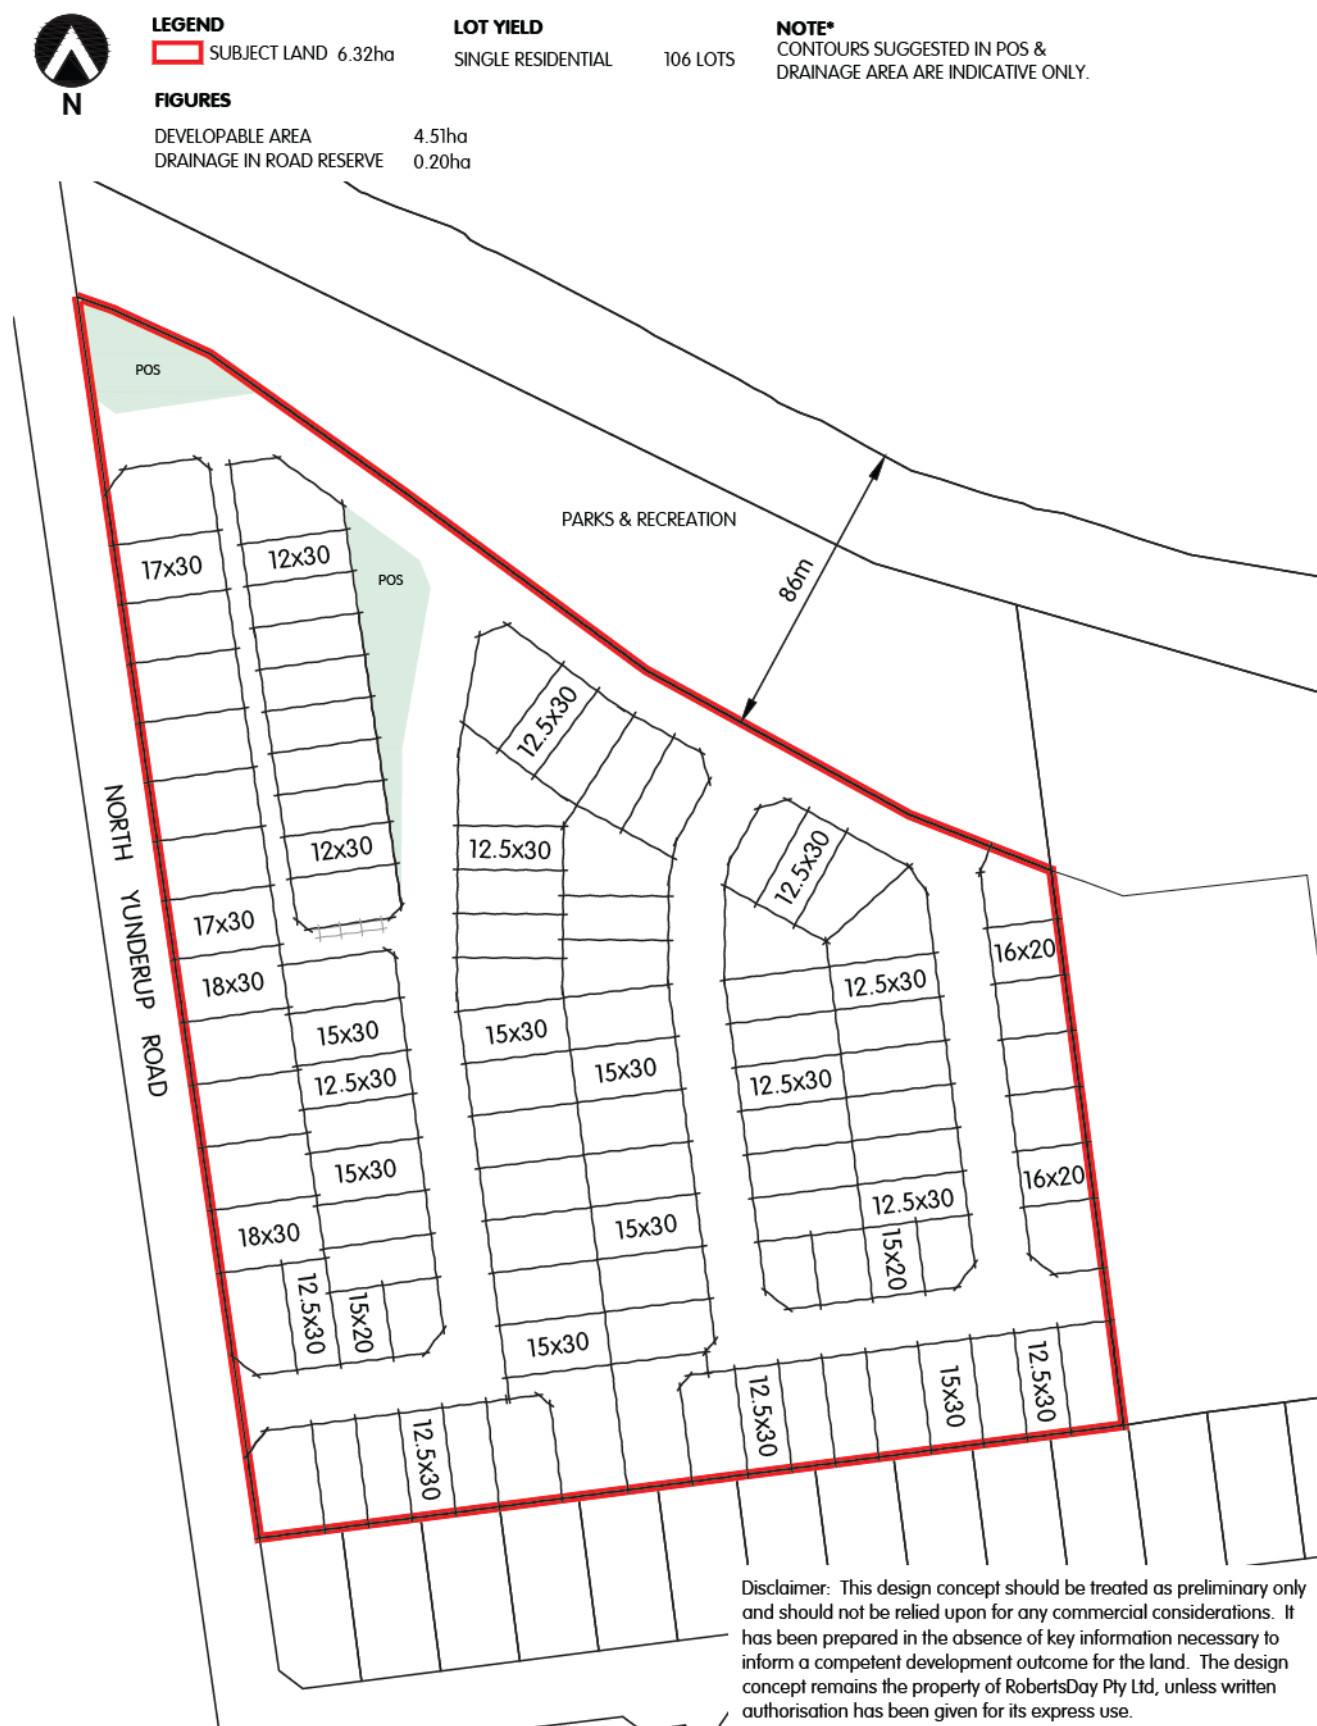 N
LEGEND
SUBJECT LAND 6.32ha
FIGURES
DEVELOPABLE AREA 4.51ha
DRAINAGE IN ROAD RESERVE 0.20ha
LOT YIELD
SINGLE RESIDENTIAL 106 LOTS
NOTE*
CONTOURS SUGGESTED IN POS &
DRAINAGE AREA ARE INDICATIVE ONLY.
POS
PARKS & RECREATION
86m
17x30
12x30
POS
12.5x30
NORTH YUNDERUP ROAD
12x30
12.5x30
12.5x30
17x30
18x30
16x20
12.5x30
15x30
15x30
15x30
12.5x30
12.5x30
15x30
16x20
12.5x30
15x30
18x30
15x20
12.5x30
15x20
15x30
12.5x30
12.5x30
15x30
12.5x30
Disclaimer: This design concept should be treated as preliminary only
and should not be relied upon for any commercial considerations. It
has been prepared in the absence of key information necessary to
inform a competent development outcome for the land. The design
concept remains the property of RobertsDay Pty Ltd, unless written
authorisation has been given for its express use.